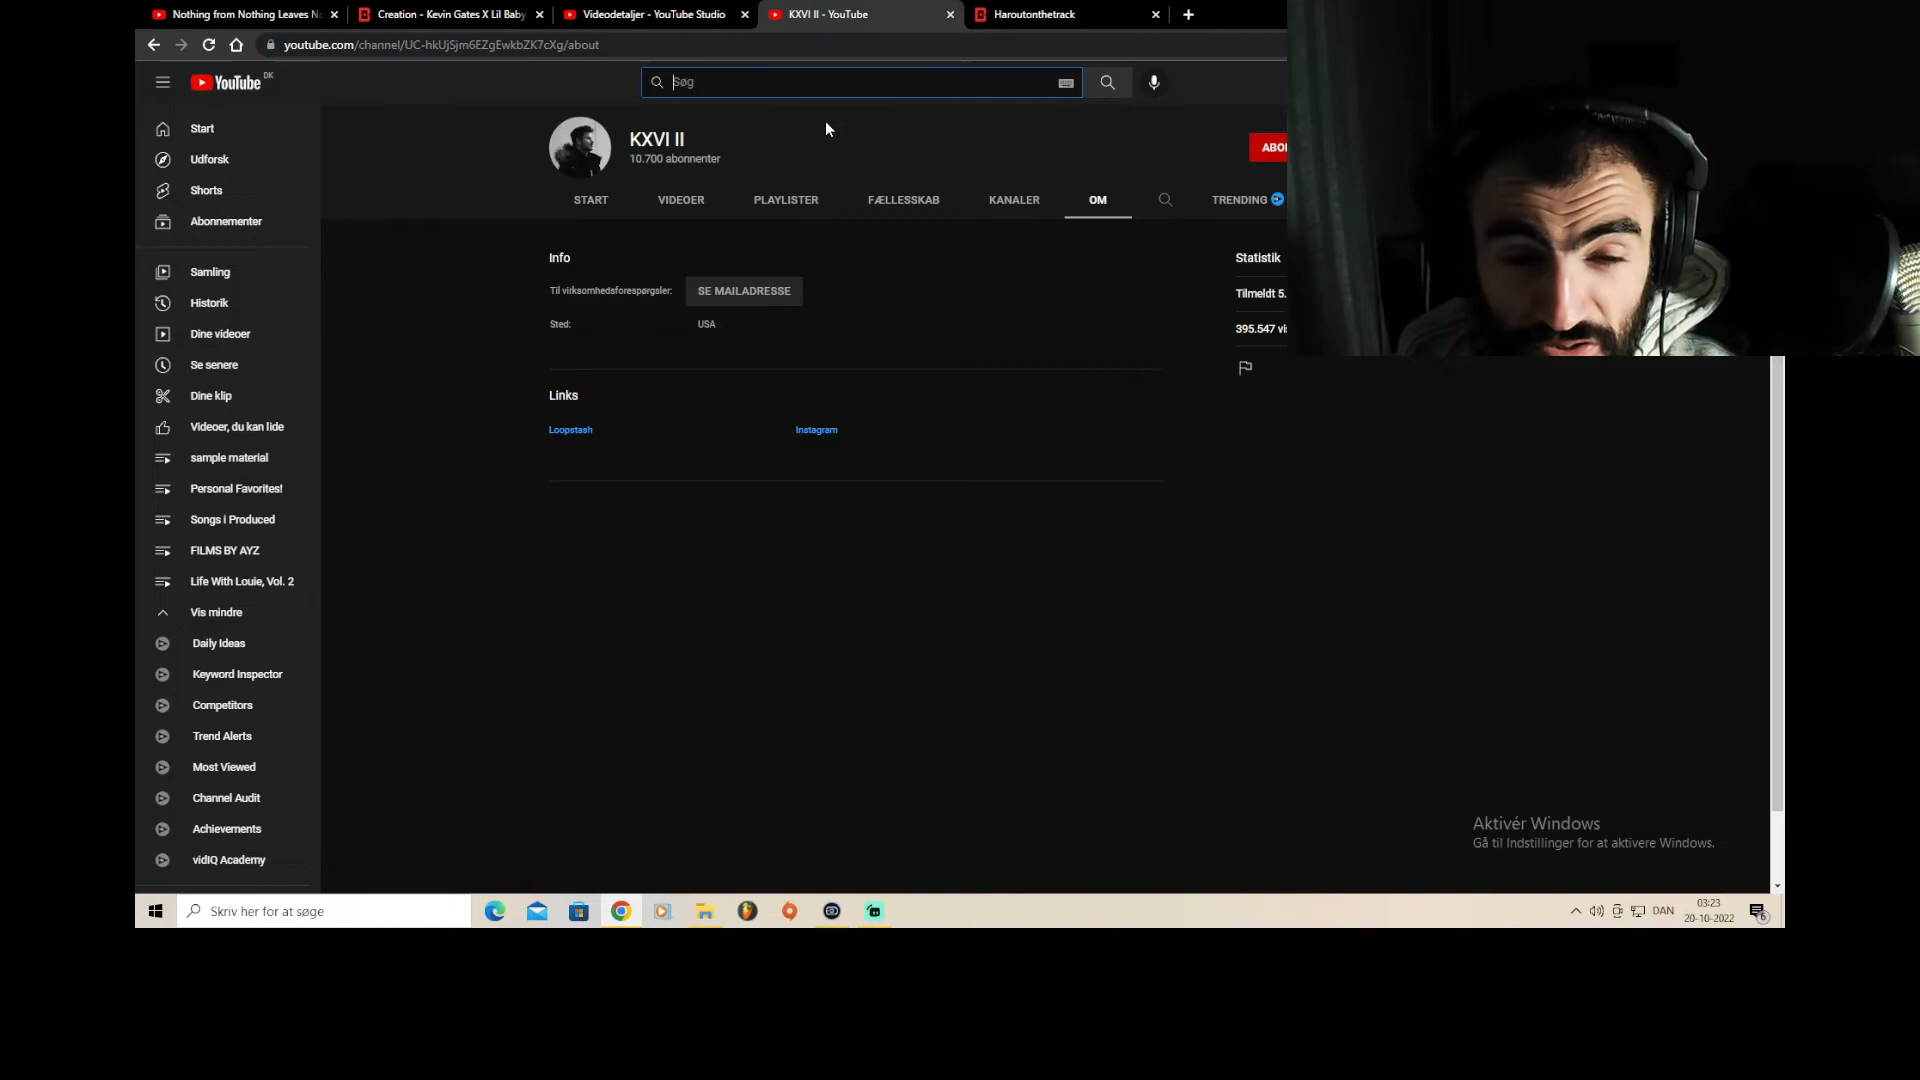 Nothing from Nothing Leaves N
Creation - Kevin Gates X Lil Baby
Videodetaljer - YouTube Studio
KXVI II - YouTube
Haroutonthetrack
youtube.com/channel/UC-hkUjSjm6EZgEwkbZK7cXg/about
YouTube DK
Søg
KXVI II
10.700 abonnenter
ABO
START VIDEOER PLAYLISTER FÆLLESSKAB KANALER OM TRENDING
Start
Udforsk
Shorts
Abonnementer
Samling
Historik
Dine videoer
Se senere
Dine klip
Videoer, du kan lide
sample material
Personal Favorites!
Songs i Produced
FILMS BY AYZ
Life With Louie, Vol. 2
Vis mindre
Daily Ideas
Keyword Inspector
Competitors
Trend Alerts
Most Viewed
Channel Audit
Achievements
vidIQ Academy
Info
Til virksomhedsforespørgsler: SE MAILADRESSE
Sted: USA
Links
Loopstash Instagram
Statistik
Tilmeldt 5.
395.547 vi
Aktivér Windows
Gå til Indstillinger for at aktivere Windows.
Skriv her for at søge
DAN
03:23
20-10-2022
6